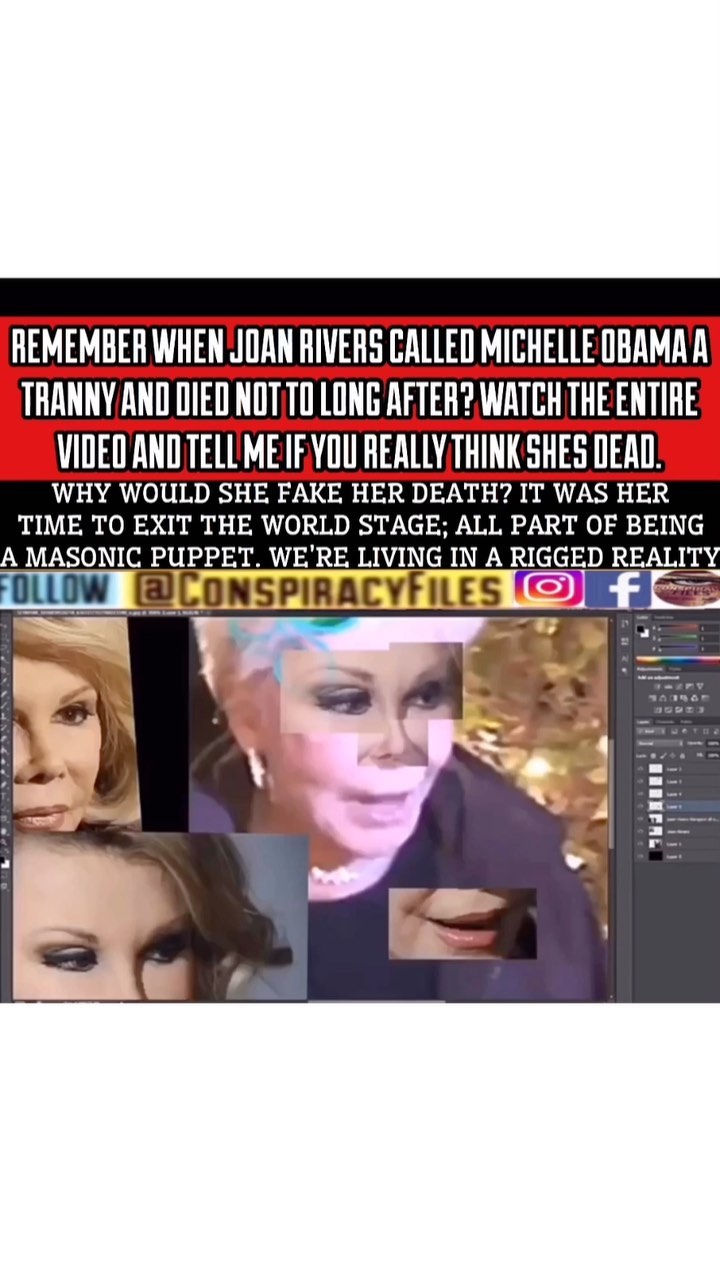 REMEMBER WHEN JOAN RIVERS CALLED MICHELLE OBAMA A
TRANNY AND DIED NOT TO LONG AFTER? WATCH THE ENTIRE
VIDEO AND TELL ME IF YOU REALLY THINK SHES DEAD.
WHY WOULD SHE FAKE HER DEATH? IT WAS HER
TIME TO EXIT THE WORLD STAGE; ALL PART OF BEING
A MASONIC PUPPET. WE'RE LIVING IN A RIGGED REALITY
FOLLOW @CONSPIRACYFILES